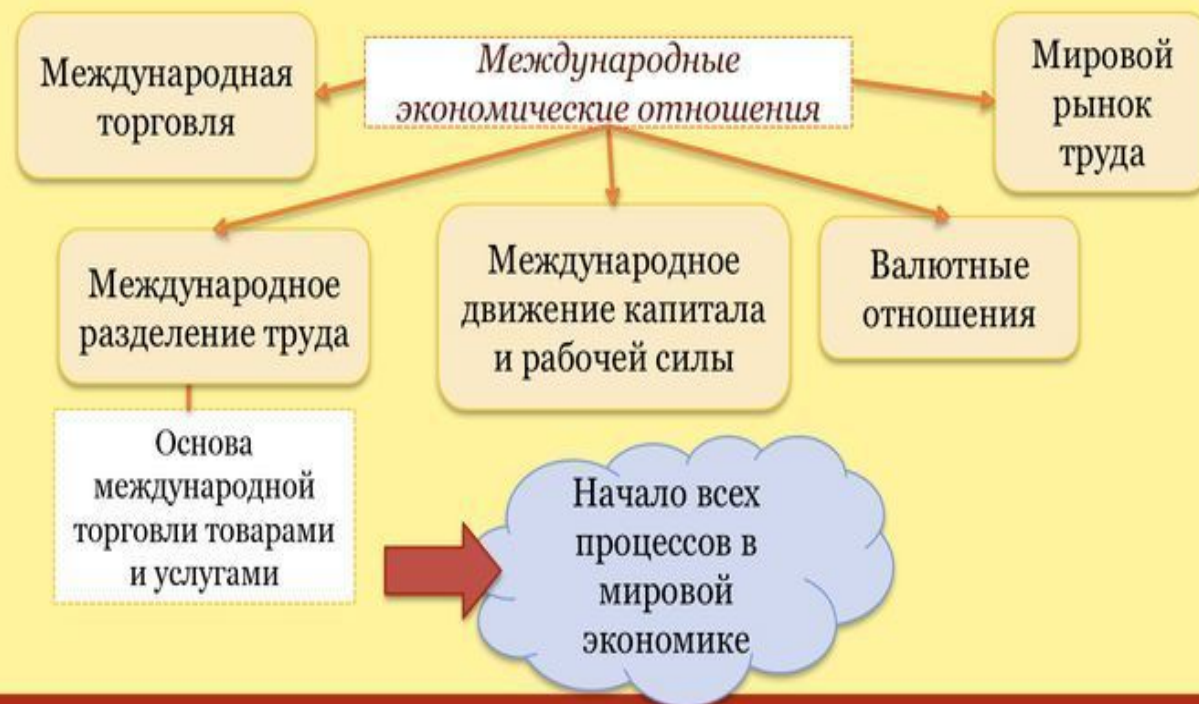 Международная
торговля
Международные
экономические отношения
Мировой
рынок
труда
Международное
разделение труда
Международное
движение капитала
и рабочей силы
Валютные
отношения
Основа
международной
торговли товарами
и услугами
Начало всех
процессов в
мировой
экономике